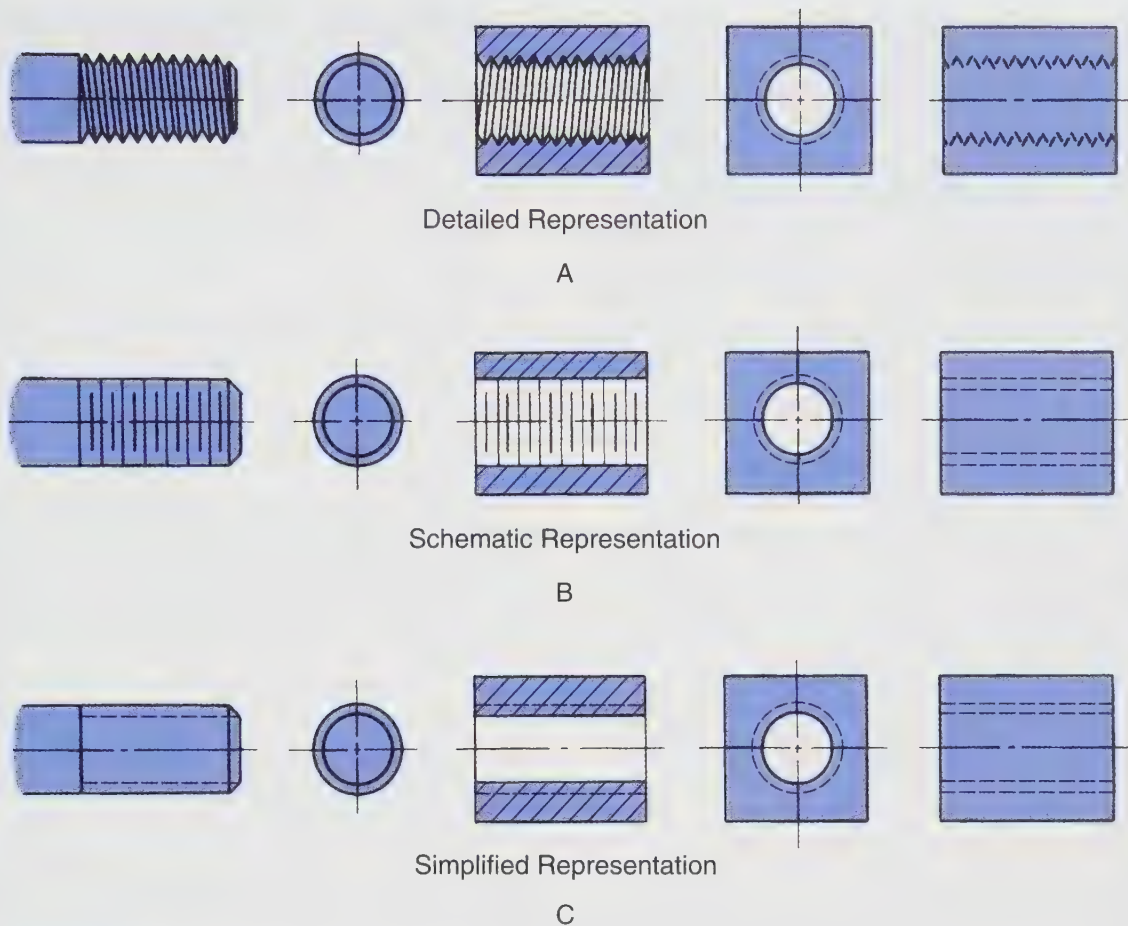 Detailed Representation
A
Schematic Representation
B
Simplified Representation
C